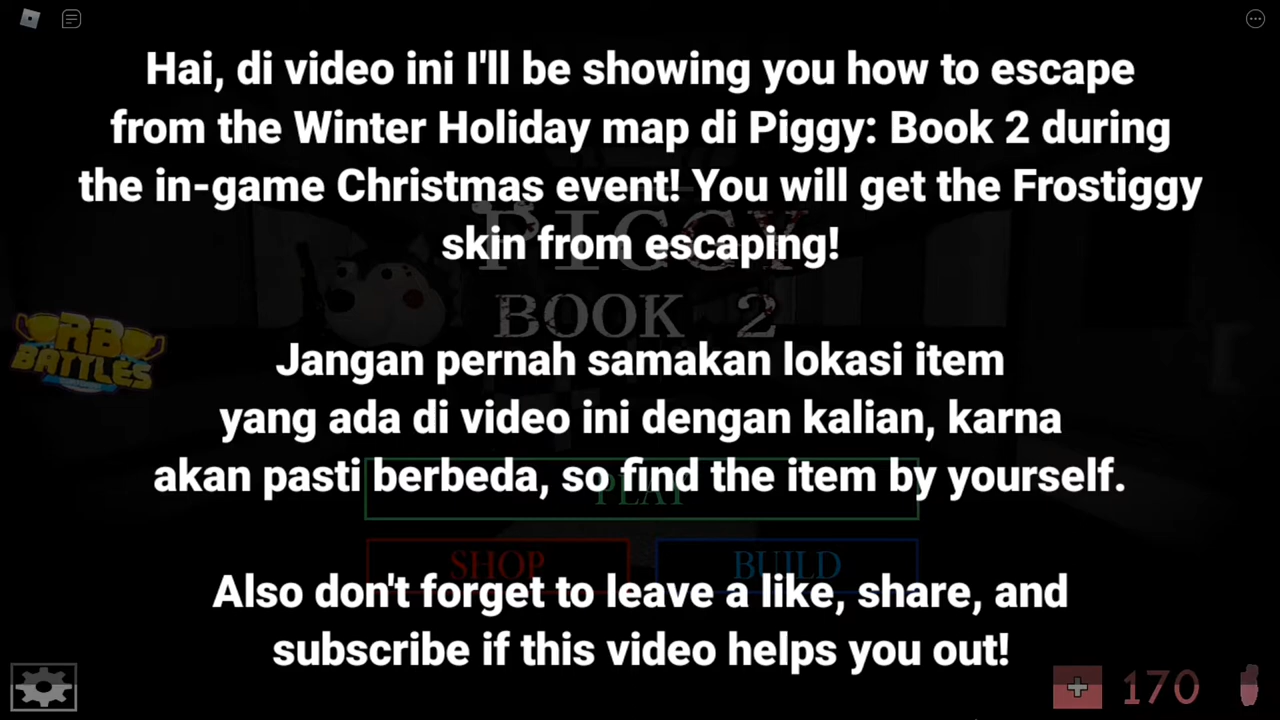 Hai, di video ini I'll be showing you how to escape
from the Winter Holiday map di Piggy: Book 2 during
the in-game Christmas event! You will get the Frostiggy
skin from escaping!
PIGGY
BOOK 2
RB
BATTLES
Jangan pernah samakan lokasi item
yang ada di video ini dengan kalian, karna
akan pasti berbeda, so find the item by yourself.
PLAY
SHOP
BUILD
Also don't forget to leave a like, share, and
subscribe if this video helps you out!
170